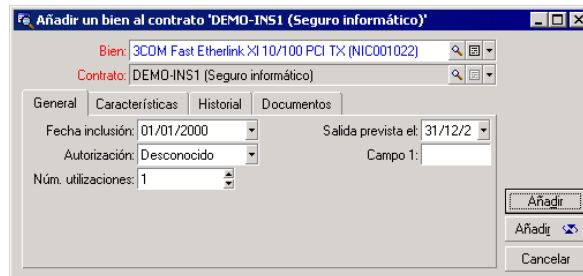 Añadir un bien al contrato 'DEMO-INS1 (Seguro informático)'
Bien: 3COM Fast Etherlink XI 10/100 PCI TX (NIC001022)
Contrato: DEMO-INS1 (Seguro informático)
General Características Historial Documentos
Fecha inclusión: 01/01/2000 Salida prevista el: 31/12/2
Autorización: Desconocido Campo 1:
Núm. utilizaciones: 1
Añadir
Añadir
Cancelar